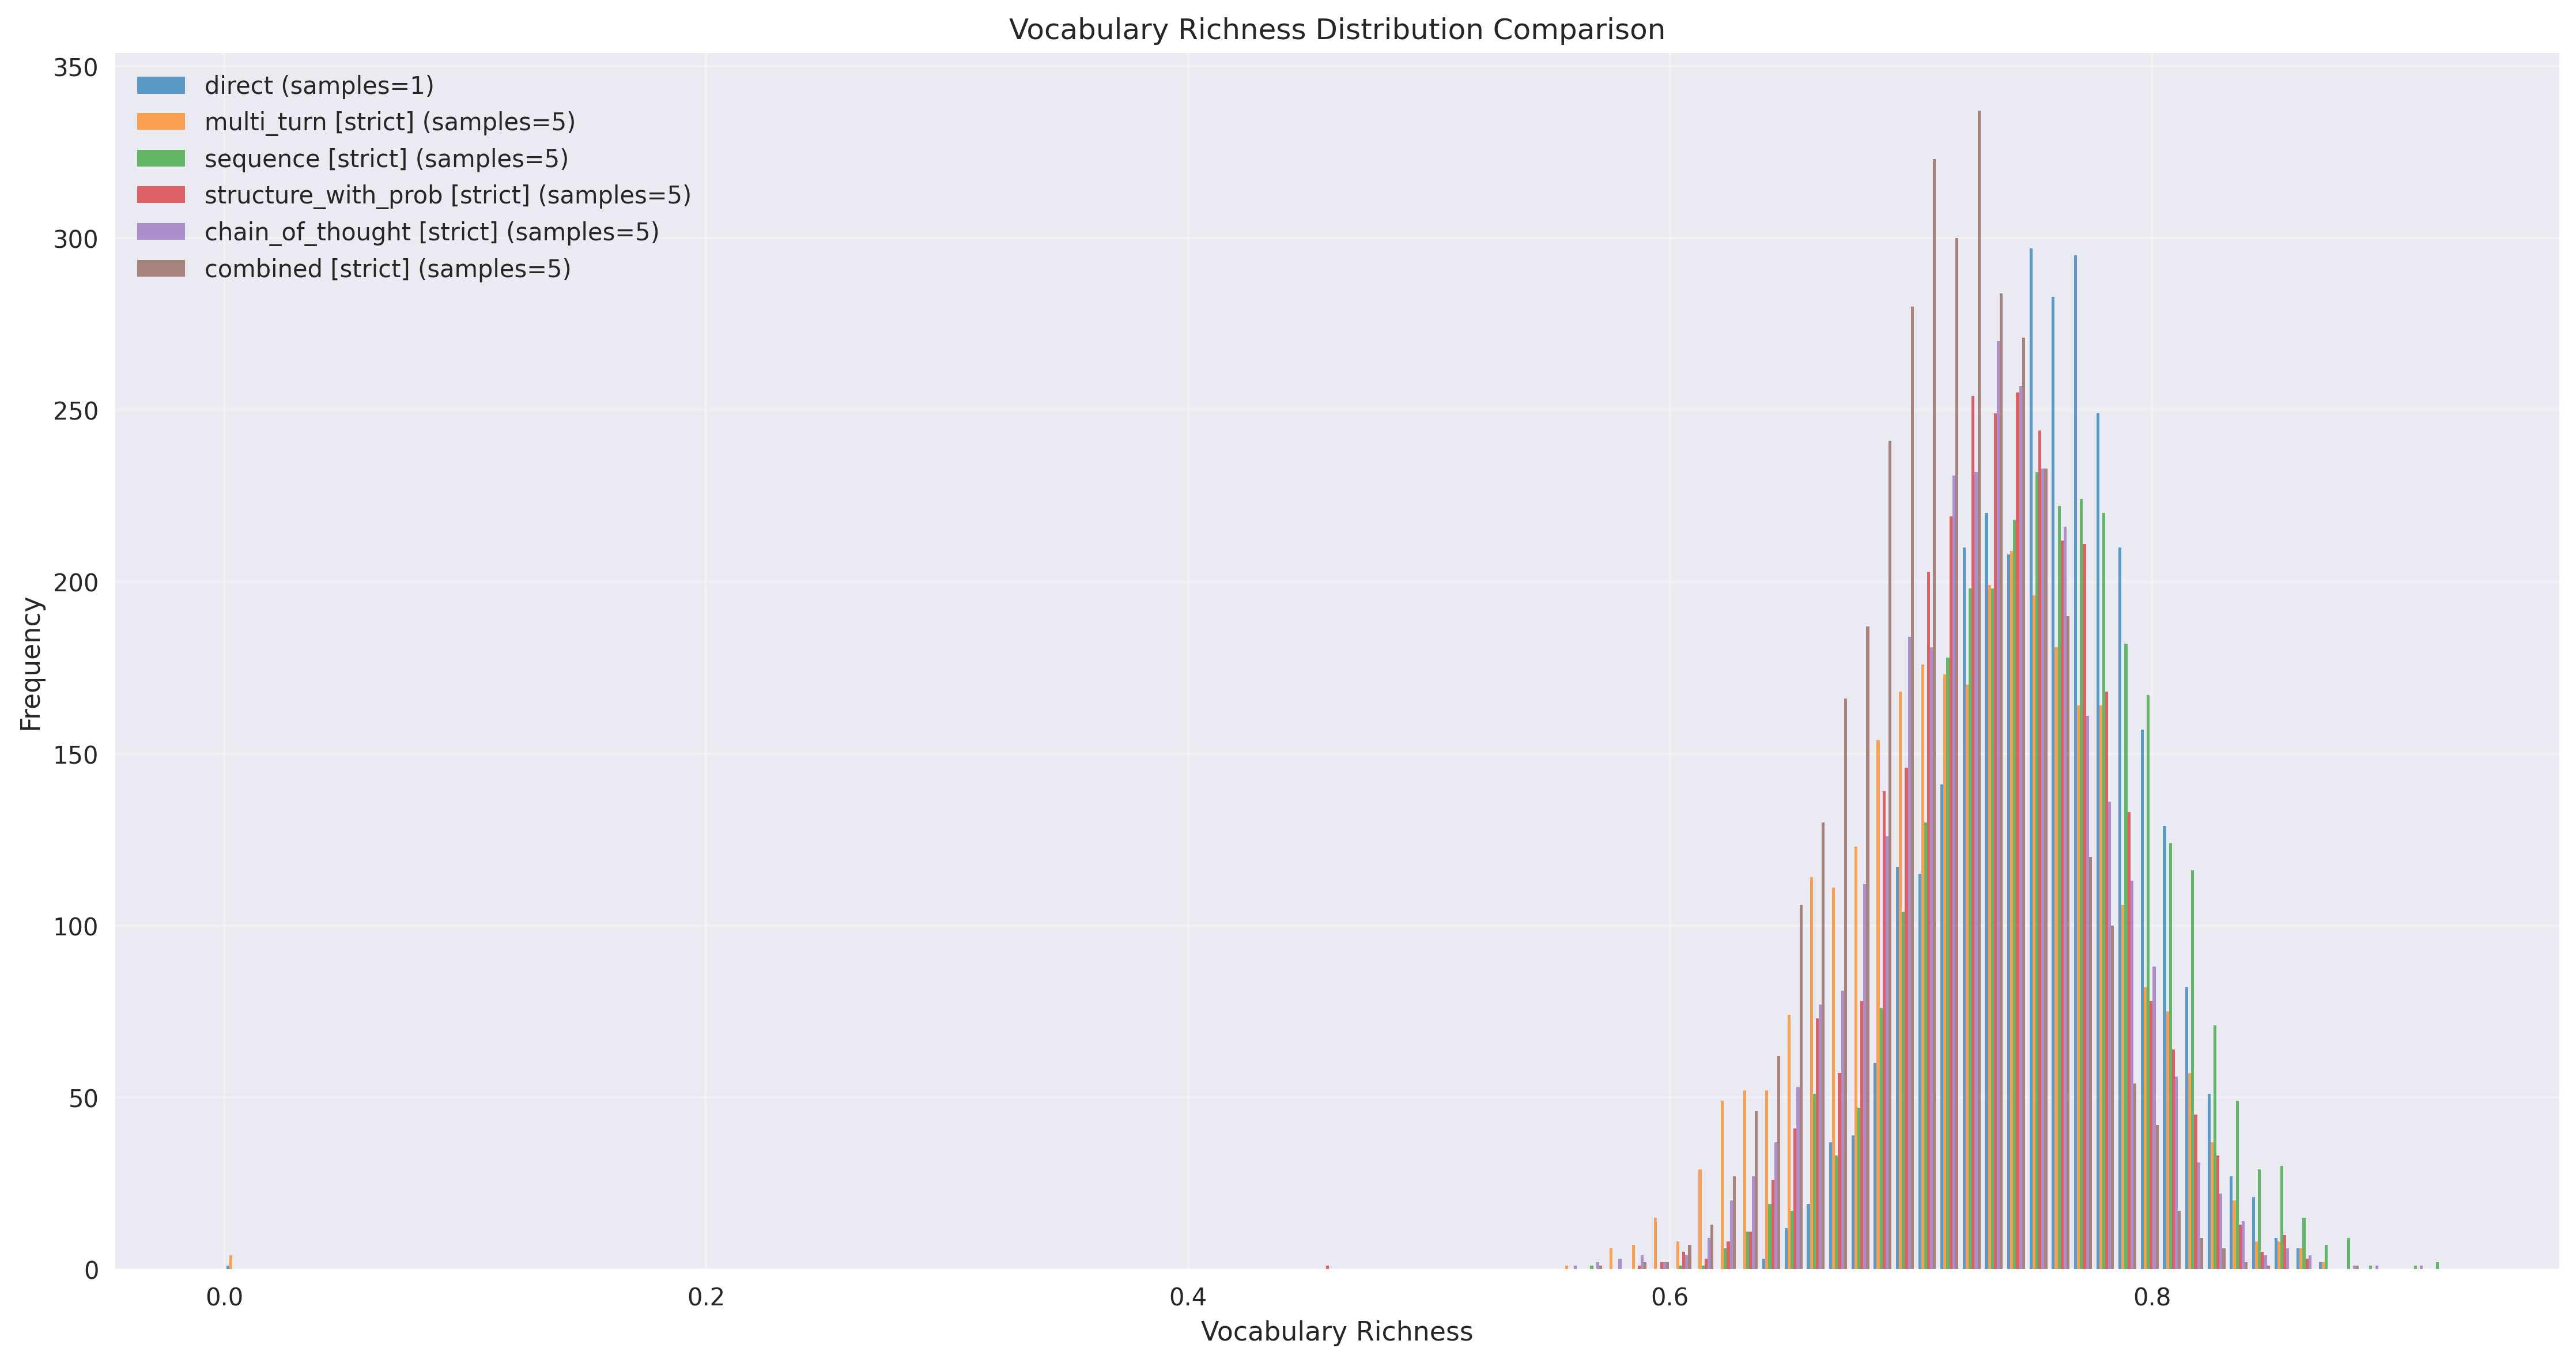 Vocabulary Richness Distribution Comparison
direct (samples=1)
multi_turn [strict] (samples=5)
sequence [strict] (samples=5)
structure_with_prob [strict] (samples=5)
chain_of_thought [strict] (samples=5)
combined [strict] (samples=5)
Frequency
350
300
250
200
150
100
50
0
0.0 0.2 0.4 0.6 0.8
Vocabulary Richness